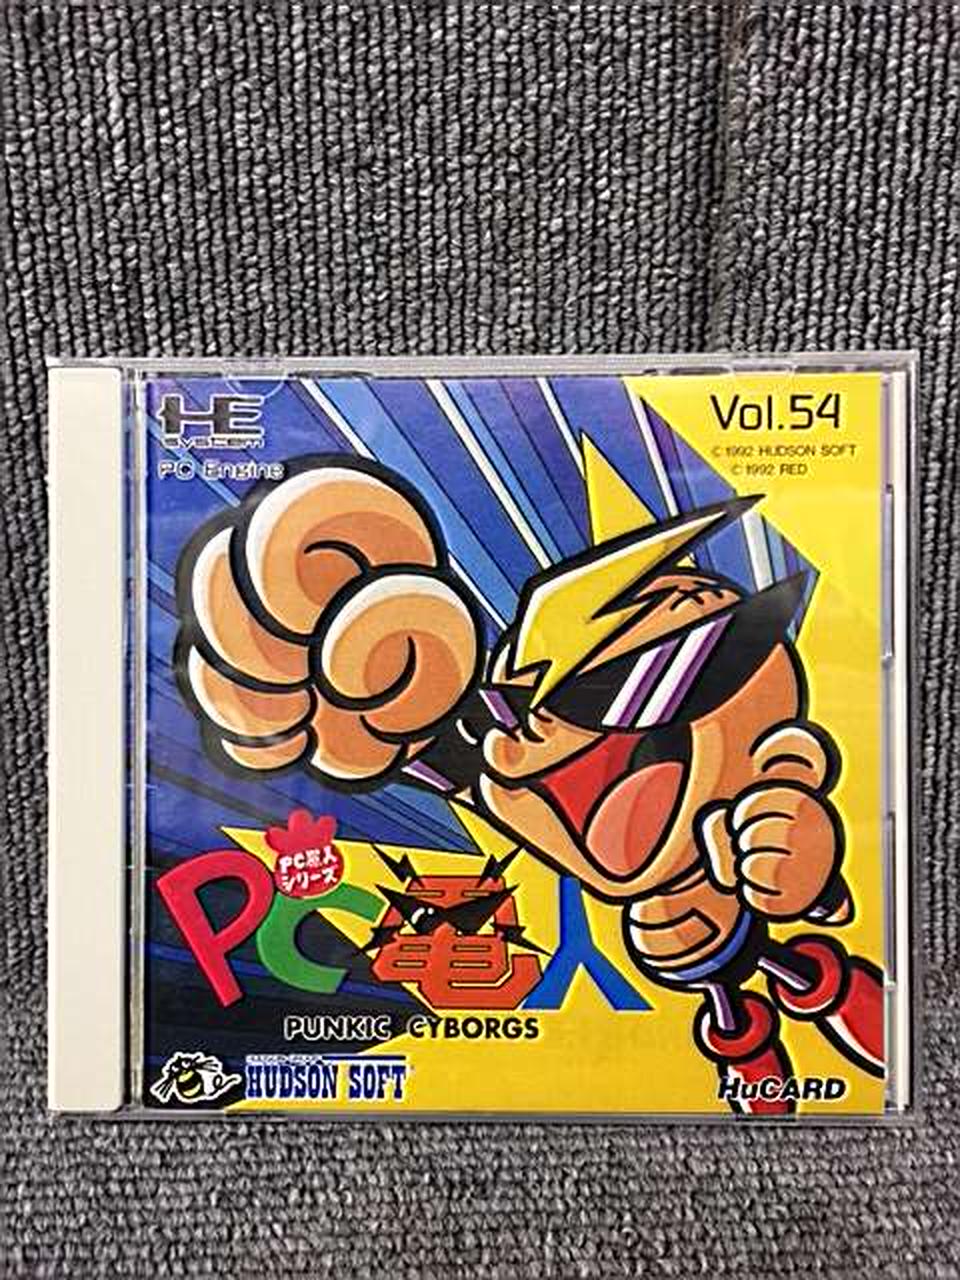 HE
SYSTEM
PC Engine
Vol.54
© 1992 HUDSON SOFT
© 1992 RED
PC原人
シリーズ
PC電人
PUNKIC CYBORGS
HUDSON SOFT
HuCARD